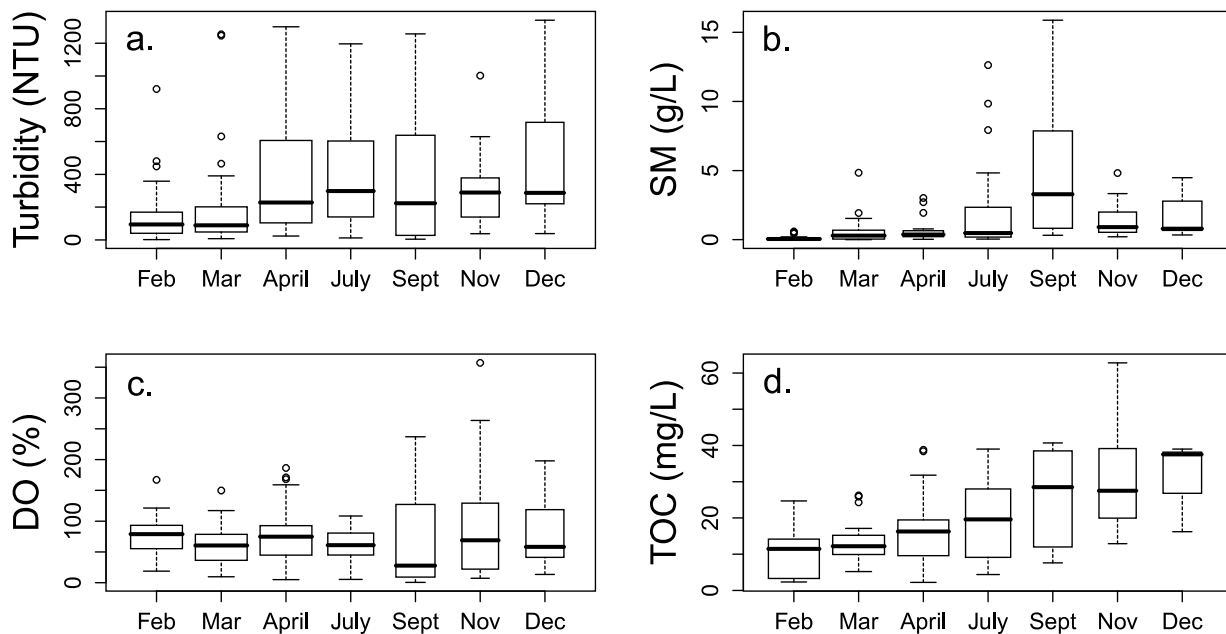 a.
Turbidity (NTU)
0 400 800 1200
Feb Mar April July Sept Nov Dec
b.
SM (g/L)
0 5 10 15
Feb Mar April July Sept Nov Dec
c.
DO (%)
0 100 200 300
Feb Mar April July Sept Nov Dec
d.
TOC (mg/L)
0 20 40 60
Feb Mar April July Sept Nov Dec